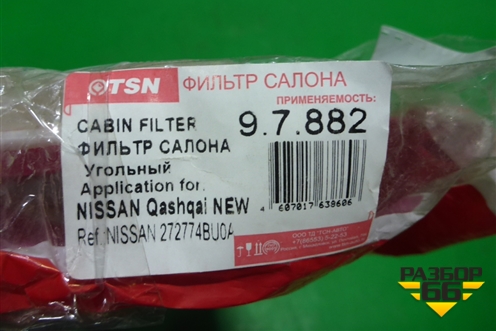 TSN
ФИЛЬТР САЛОНА
ПРИМЕНЯЕМОСТЬ:
CABIN FILTER
9.7.882
ФИЛЬТР САЛОНА
Угольный
Application for:
NISSAN Qashqai NEW
Ref.:NISSAN 272774BU0A
4 607017 638606
РАЗБОР
66